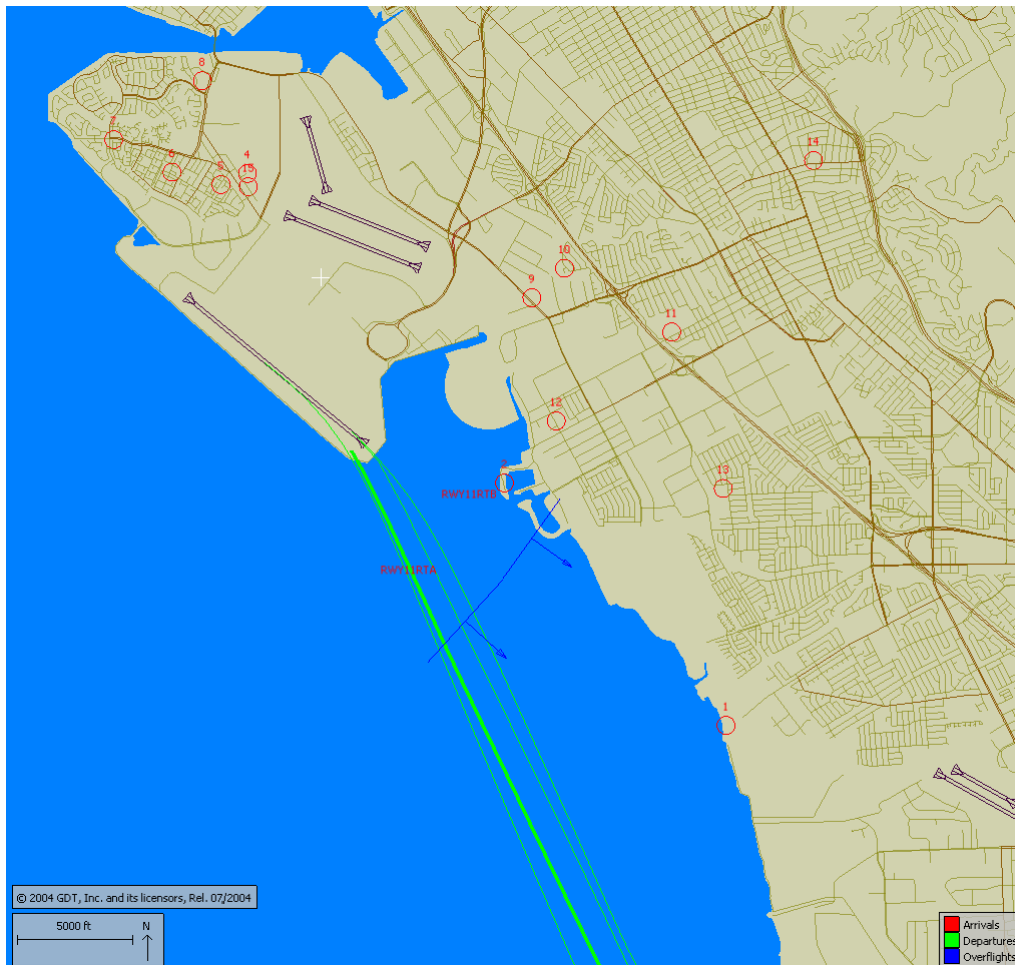 8
7
6
5
4
15
14
10
9
11
12
RWY11RTB
13
RWY11RTA
1
© 2004 GDT, Inc. and its licensors, Rel. 07/2004
5000 ft
N
Arrivals
Departures
Overflights